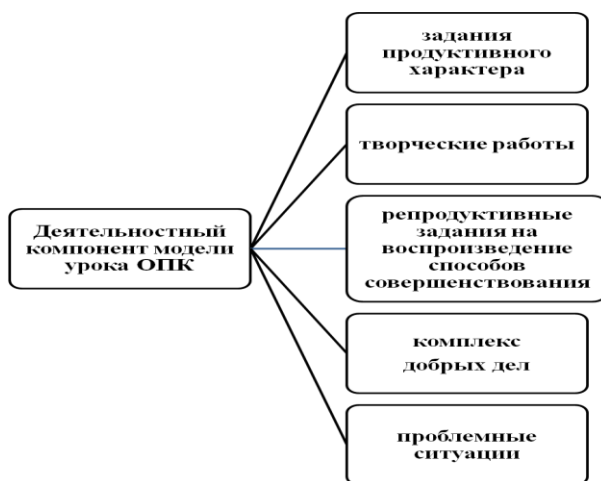 Деятельностный
компонент модели
урока ОПК
задания
продуктивного
характера
творческие работы
репродуктивные
задания на
воспроизведение
способов
совершенствования
комплекс
добрых дел
проблемные
ситуации